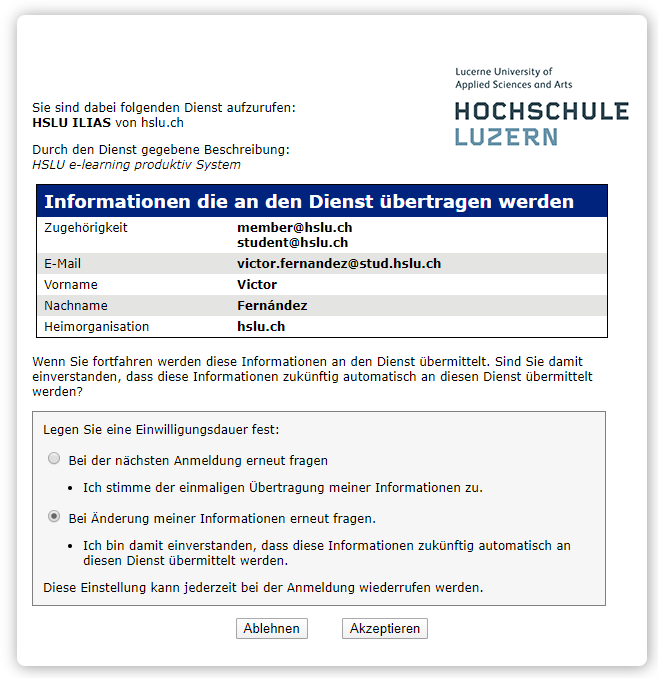 Lucerne University of
Applied Sciences and Arts
HOCHSCHULE
LUZERN
Sie sind dabei folgenden Dienst aufzurufen:
HSLU ILIAS von hslu.ch
Durch den Dienst gegebene Beschreibung:
HSLU e-learning produktiv System
Informationen die an den Dienst übertragen werden
Zugehörigkeit member@hslu.ch
student@hslu.ch
E-Mail victor.fernandez@stud.hslu.ch
Vorname Victor
Nachname Fernández
Heimorganisation hslu.ch
Wenn Sie fortfahren werden diese Informationen an den Dienst übermittelt. Sind Sie damit
einverstanden, dass diese Informationen zukünftig automatisch an diesen Dienst übermittelt
werden?
Legen Sie eine Einwilligungsdauer fest:
Bei der nächsten Anmeldung erneut fragen
• Ich stimme der einmaligen Übertragung meiner Informationen zu.
Bei Änderung meiner Informationen erneut fragen.
• Ich bin damit einverstanden, dass diese Informationen zukünftig automatisch an
diesen Dienst übermittelt werden.
Diese Einstellung kann jederzeit bei der Anmeldung wiederrufen werden.
Ablehnen Akzeptieren